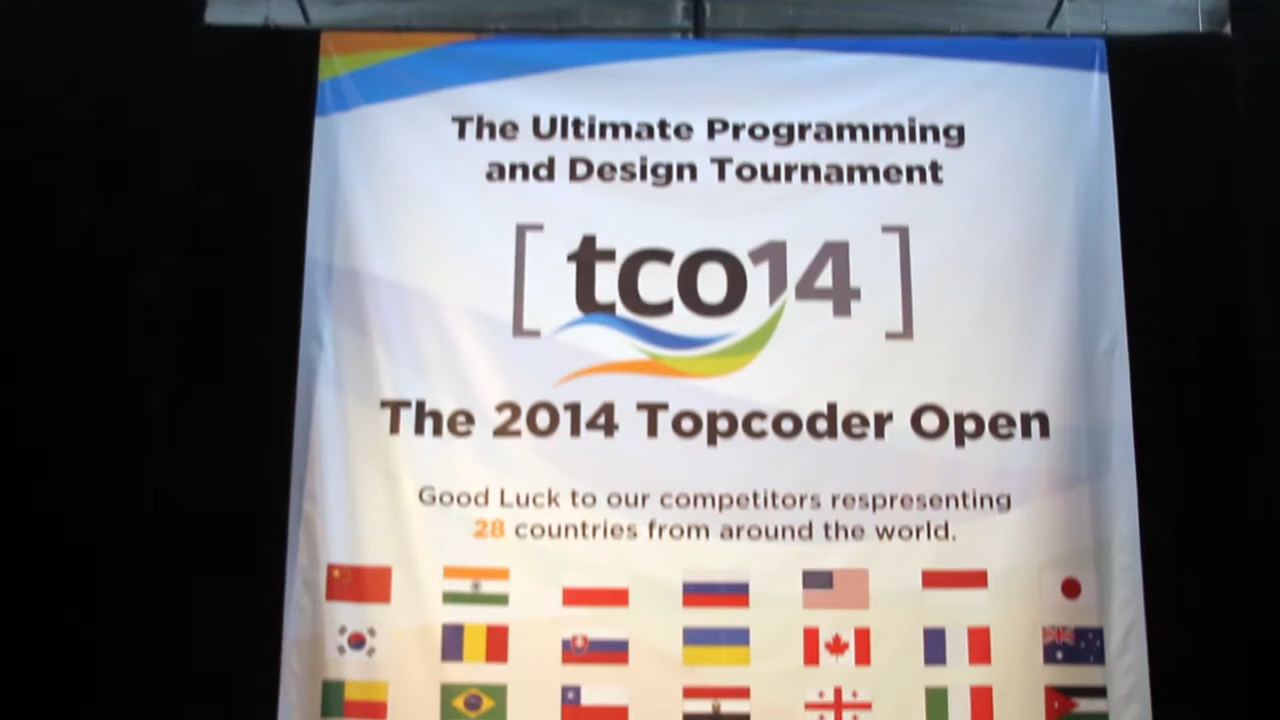 The Ultimate Programming
and Design Tournament
[ tco14 ]
The 2014 Topcoder Open
Good Luck to our competitors respresenting
28 countries from around the world.